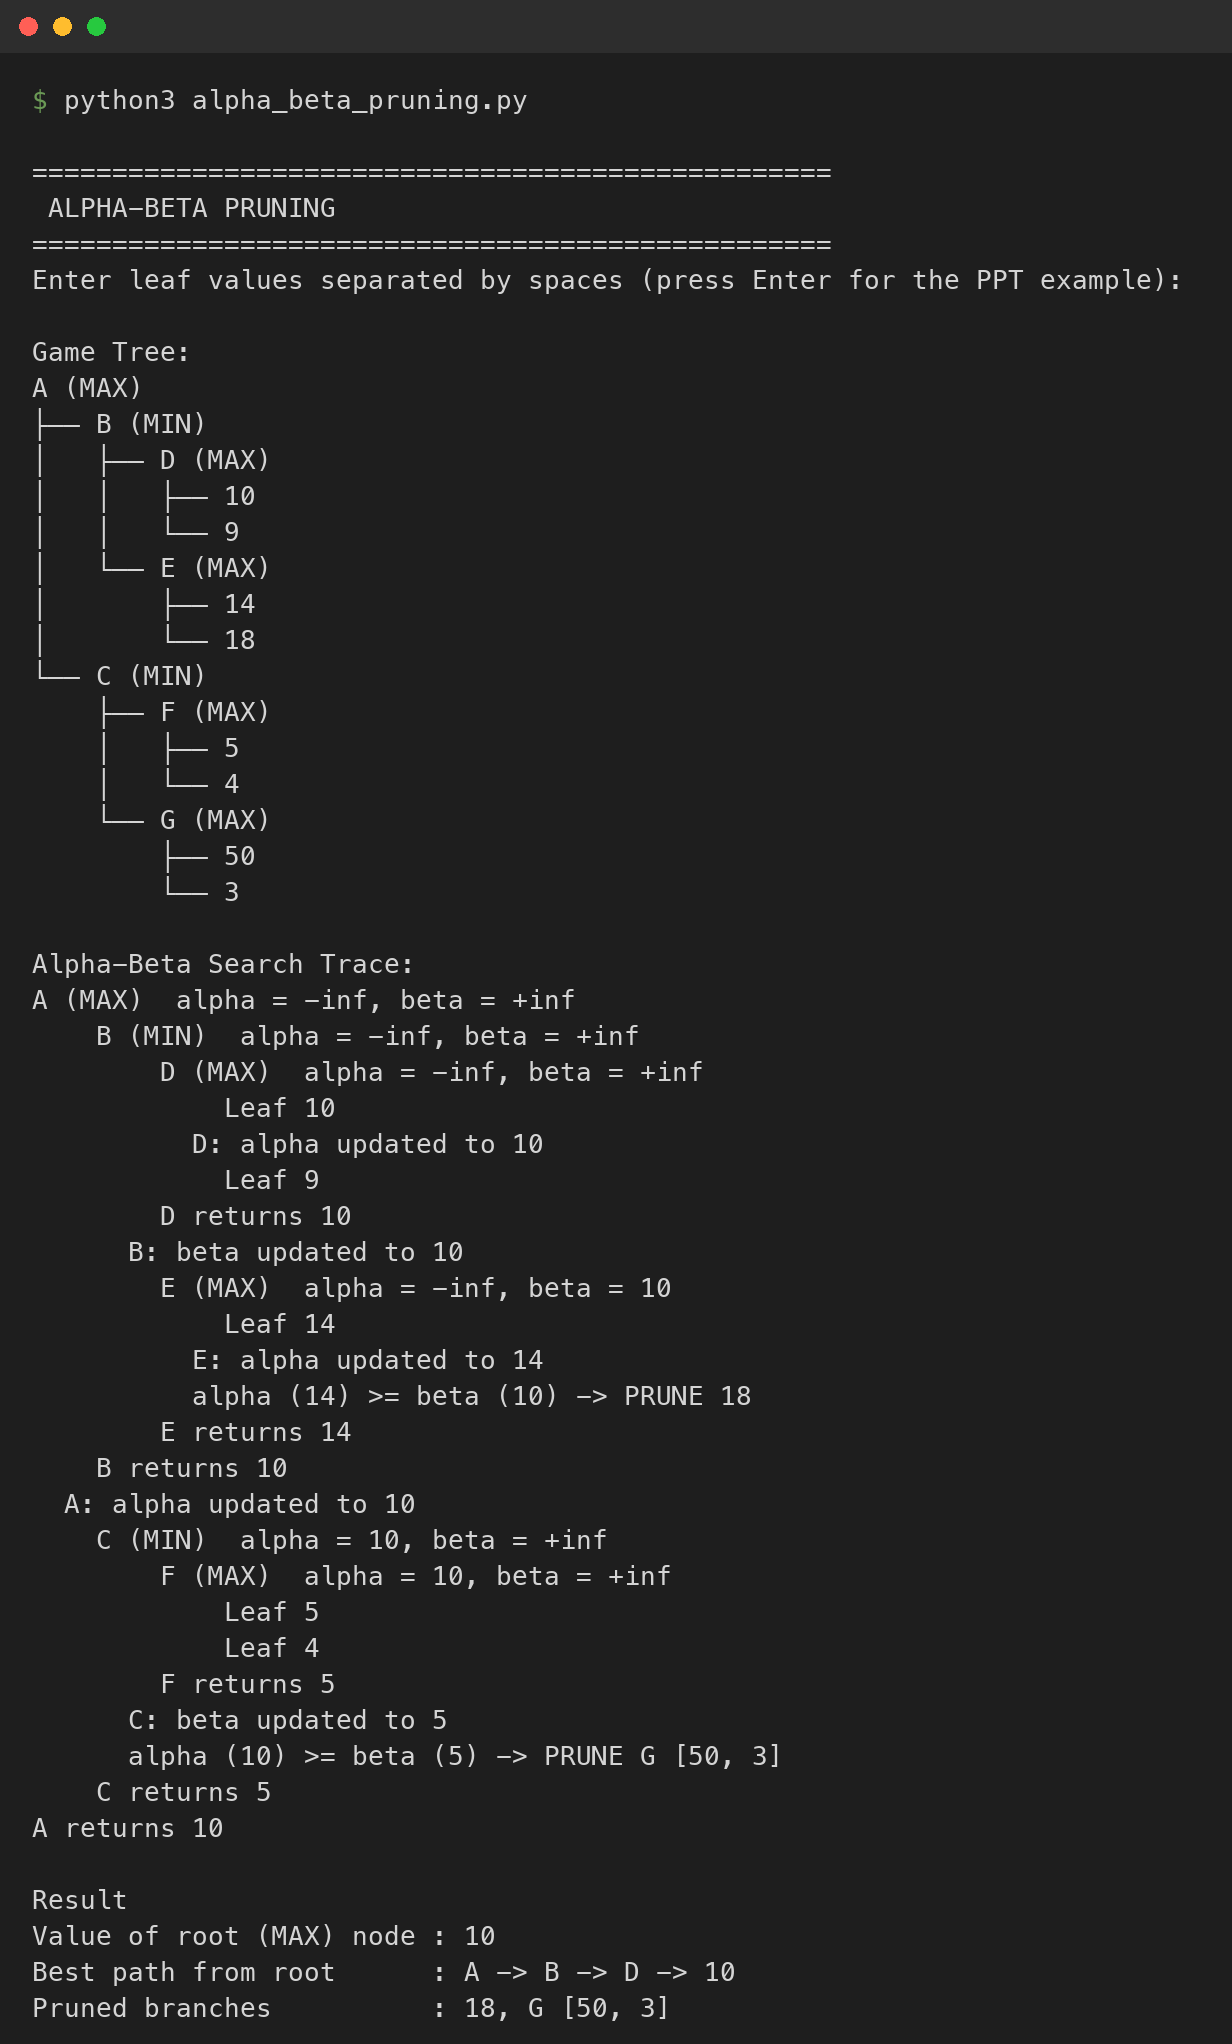 $ python3 alpha_beta_pruning.py

==================================================
 ALPHA-BETA PRUNING
==================================================
Enter leaf values separated by spaces (press Enter for the PPT example):

Game Tree:
A (MAX)
├── B (MIN)
│   ├── D (MAX)
│   │   ├── 10
│   │   └── 9
│   └── E (MAX)
│       ├── 14
│       └── 18
└── C (MIN)
    ├── F (MAX)
    │   ├── 5
    │   └── 4
    └── G (MAX)
        ├── 50
        └── 3

Alpha-Beta Search Trace:
A (MAX)  alpha = -inf, beta = +inf
    B (MIN)  alpha = -inf, beta = +inf
        D (MAX)  alpha = -inf, beta = +inf
            Leaf 10
          D: alpha updated to 10
            Leaf 9
        D returns 10
      B: beta updated to 10
        E (MAX)  alpha = -inf, beta = 10
            Leaf 14
          E: alpha updated to 14
          alpha (14) >= beta (10) -> PRUNE 18
        E returns 14
    B returns 10
  A: alpha updated to 10
    C (MIN)  alpha = 10, beta = +inf
        F (MAX)  alpha = 10, beta = +inf
            Leaf 5
            Leaf 4
        F returns 5
      C: beta updated to 5
      alpha (10) >= beta (5) -> PRUNE G [50, 3]
    C returns 5
A returns 10

Result
Value of root (MAX) node : 10
Best path from root      : A -> B -> D -> 10
Pruned branches          : 18, G [50, 3]